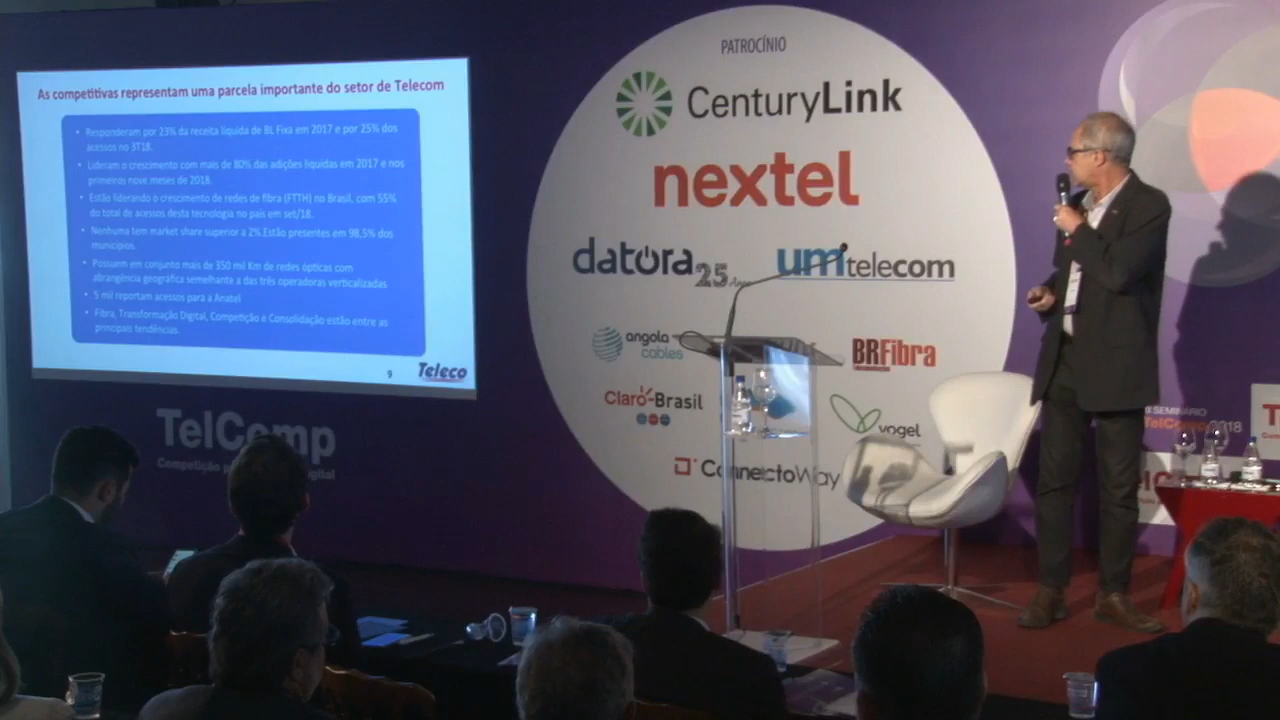 As competitivas representam uma parcela importante do setor de Telecom
• Responderam por 23% da receita líquida de BL Fixa em 2017 e por 25% dos
acessos no 3T18.
• Lideram o crescimento com mais de 80% das adições líquidas em 2017 e nos
primeiros nove meses de 2018.
• Estão liderando o crescimento de redes de fibra (FTTH) no Brasil, com 55%
do total de acessos desta tecnologia no país em set/18.
• Nenhuma tem market share superior a 2%.Estão presentes em 98,5% dos
municípios.
• Possuem em conjunto mais de 350 mil Km de redes ópticas com
abrangência geográfica semelhante a das três operadoras verticalizadas
• 5 mil reportam acessos para a Anatel
• Fibra, Transformação Digital, Competição e Consolidação estão entre as
principais tendências.
9
Teleco
TelComp
Competição
igital
PATROCÍNIO
CenturyLink
nextel
datora
25 Anos
um telecom
angola
cables
BRFibra
Claro Brasil
vogel
ConnectoWay
SEMINÁRIO
TelComp 2018